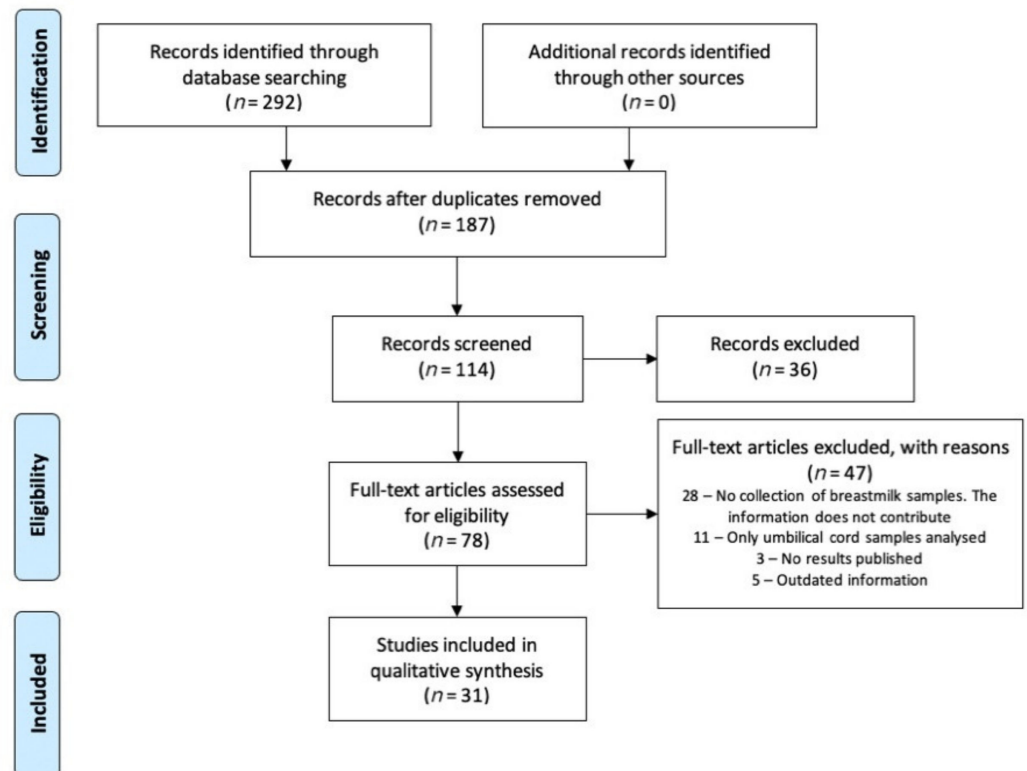 Identification
Records identified through
database searching
(n = 292)
Additional records identified
through other sources
(n = 0)
Records after duplicates removed
(n = 187)
Screening
Records screened
(n = 114)
Records excluded
(n = 36)
Eligibility
Full-text articles assessed
for eligibility
(n = 78)
Full-text articles excluded, with reasons
(n = 47)
28 – No collection of breastmilk samples. The
information does not contribute
11 – Only umbilical cord samples analysed
3 – No results published
5 – Outdated information
Included
Studies included in
qualitative synthesis
(n = 31)